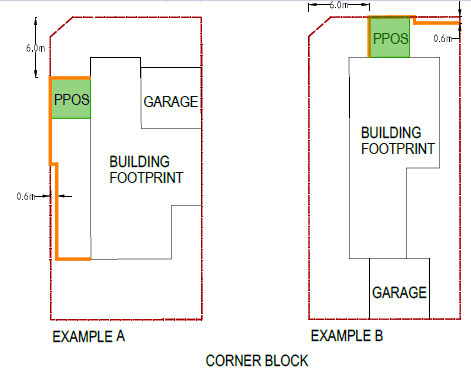 6.0m
0.6m
6.0m
PPOS
PPOS
GARAGE
BUILDING
FOOTPRINT
BUILDING
FOOTPRINT
0.6m
GARAGE
EXAMPLE A
EXAMPLE B
CORNER BLOCK